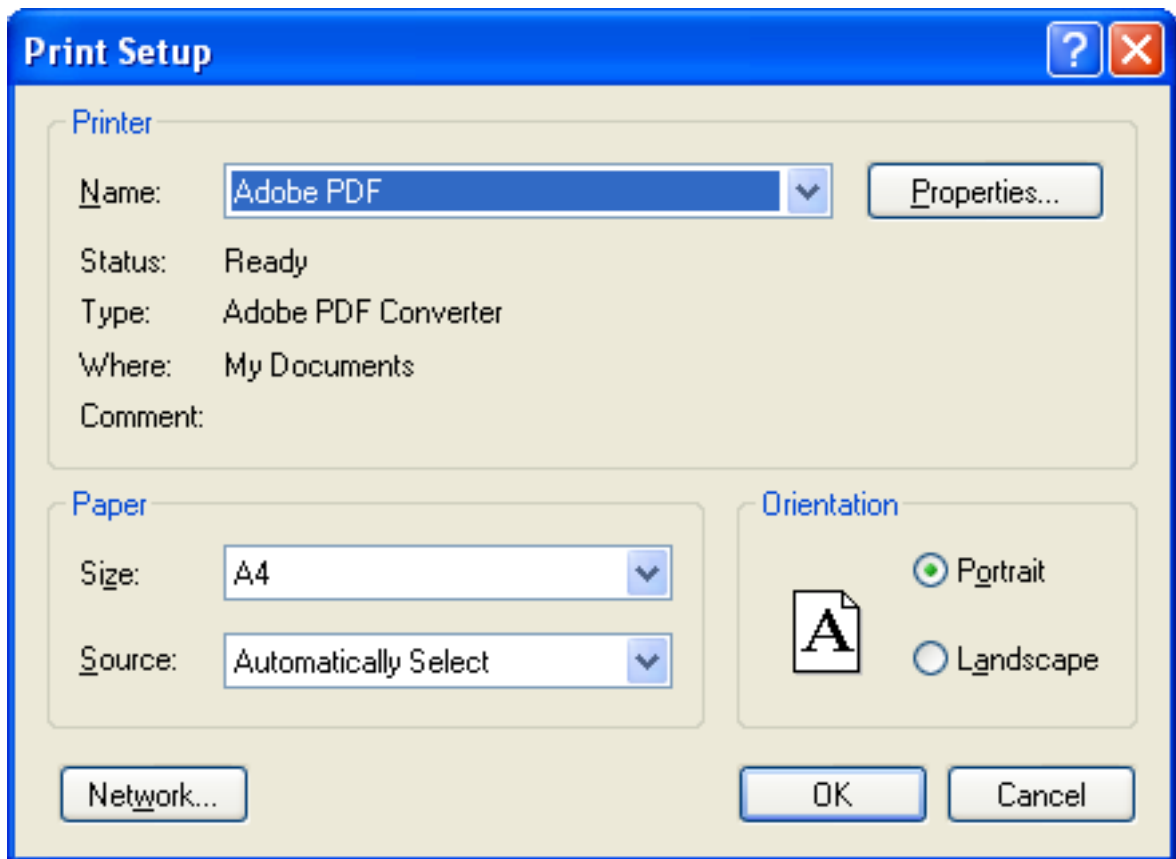 Print Setup
Printer
Name: Adobe PDF Properties...
Status: Ready
Type: Adobe PDF Converter
Where: My Documents
Comment:
Paper
Size: A4
Source: Automatically Select
Orientation
A
Portrait
Landscape
Network... OK Cancel